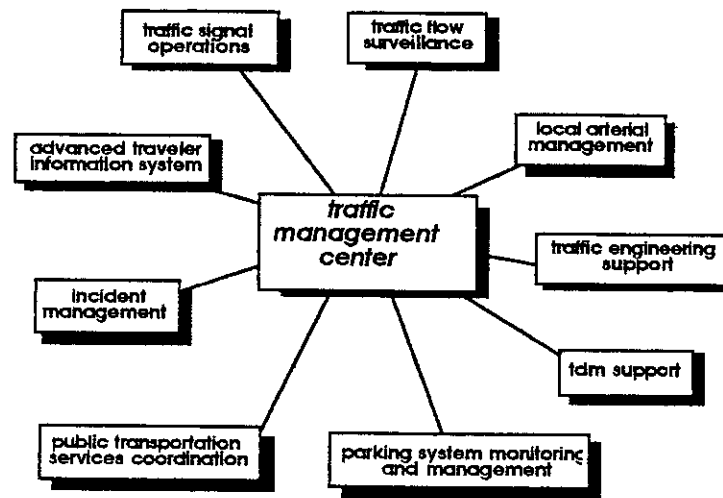 traffic signal
operations
traffic flow
surveillance
advanced traveler
information system
local arterial
management
traffic
management
center
traffic engineering
support
incident
management
tdm support
public transportation
services coordination
parking system monitoring
and management